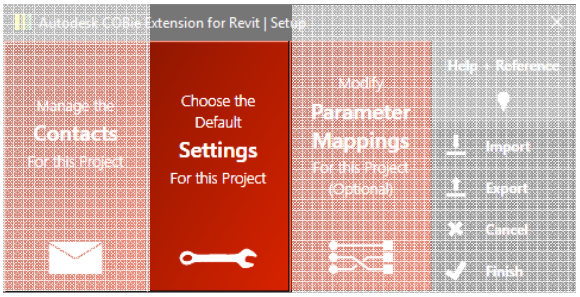 Autodesk COBie Extension for Revit | Setup
Manage the
Contacts
For this Project
Choose the
Default
Settings
For this Project
Modify
Parameter
Mappings
For this Project
(Optional)
Help + Reference
Import
Export
Cancel
Finish